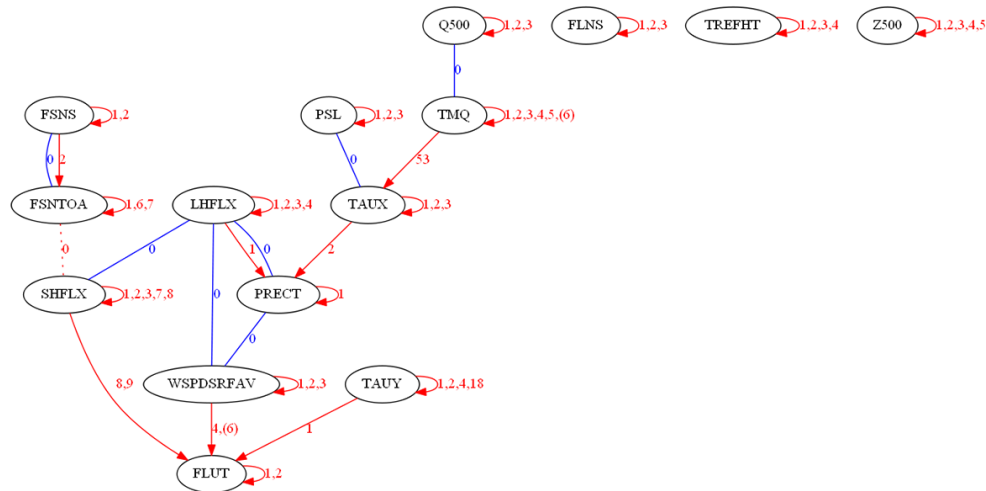 Q500 1,2,3 FLNS 1,2,3 TREFHT 1,2,3,4 Z500 1,2,3,4,5
0
FSNS 1,2 PSL 1,2,3 TMQ 1,2,3,4,5,(6)
0 2 0 53
FSNTOA 1,6,7 LHFLX 1,2,3,4 TAUX 1,2,3
0 0 1 0 2
SHFLX 1,2,3,7,8 0 PRECT 1
0
8,9 WSPDSRFAV 1,2,3 TAUY 1,2,4,18
4,(6) 1
FLUT 1,2